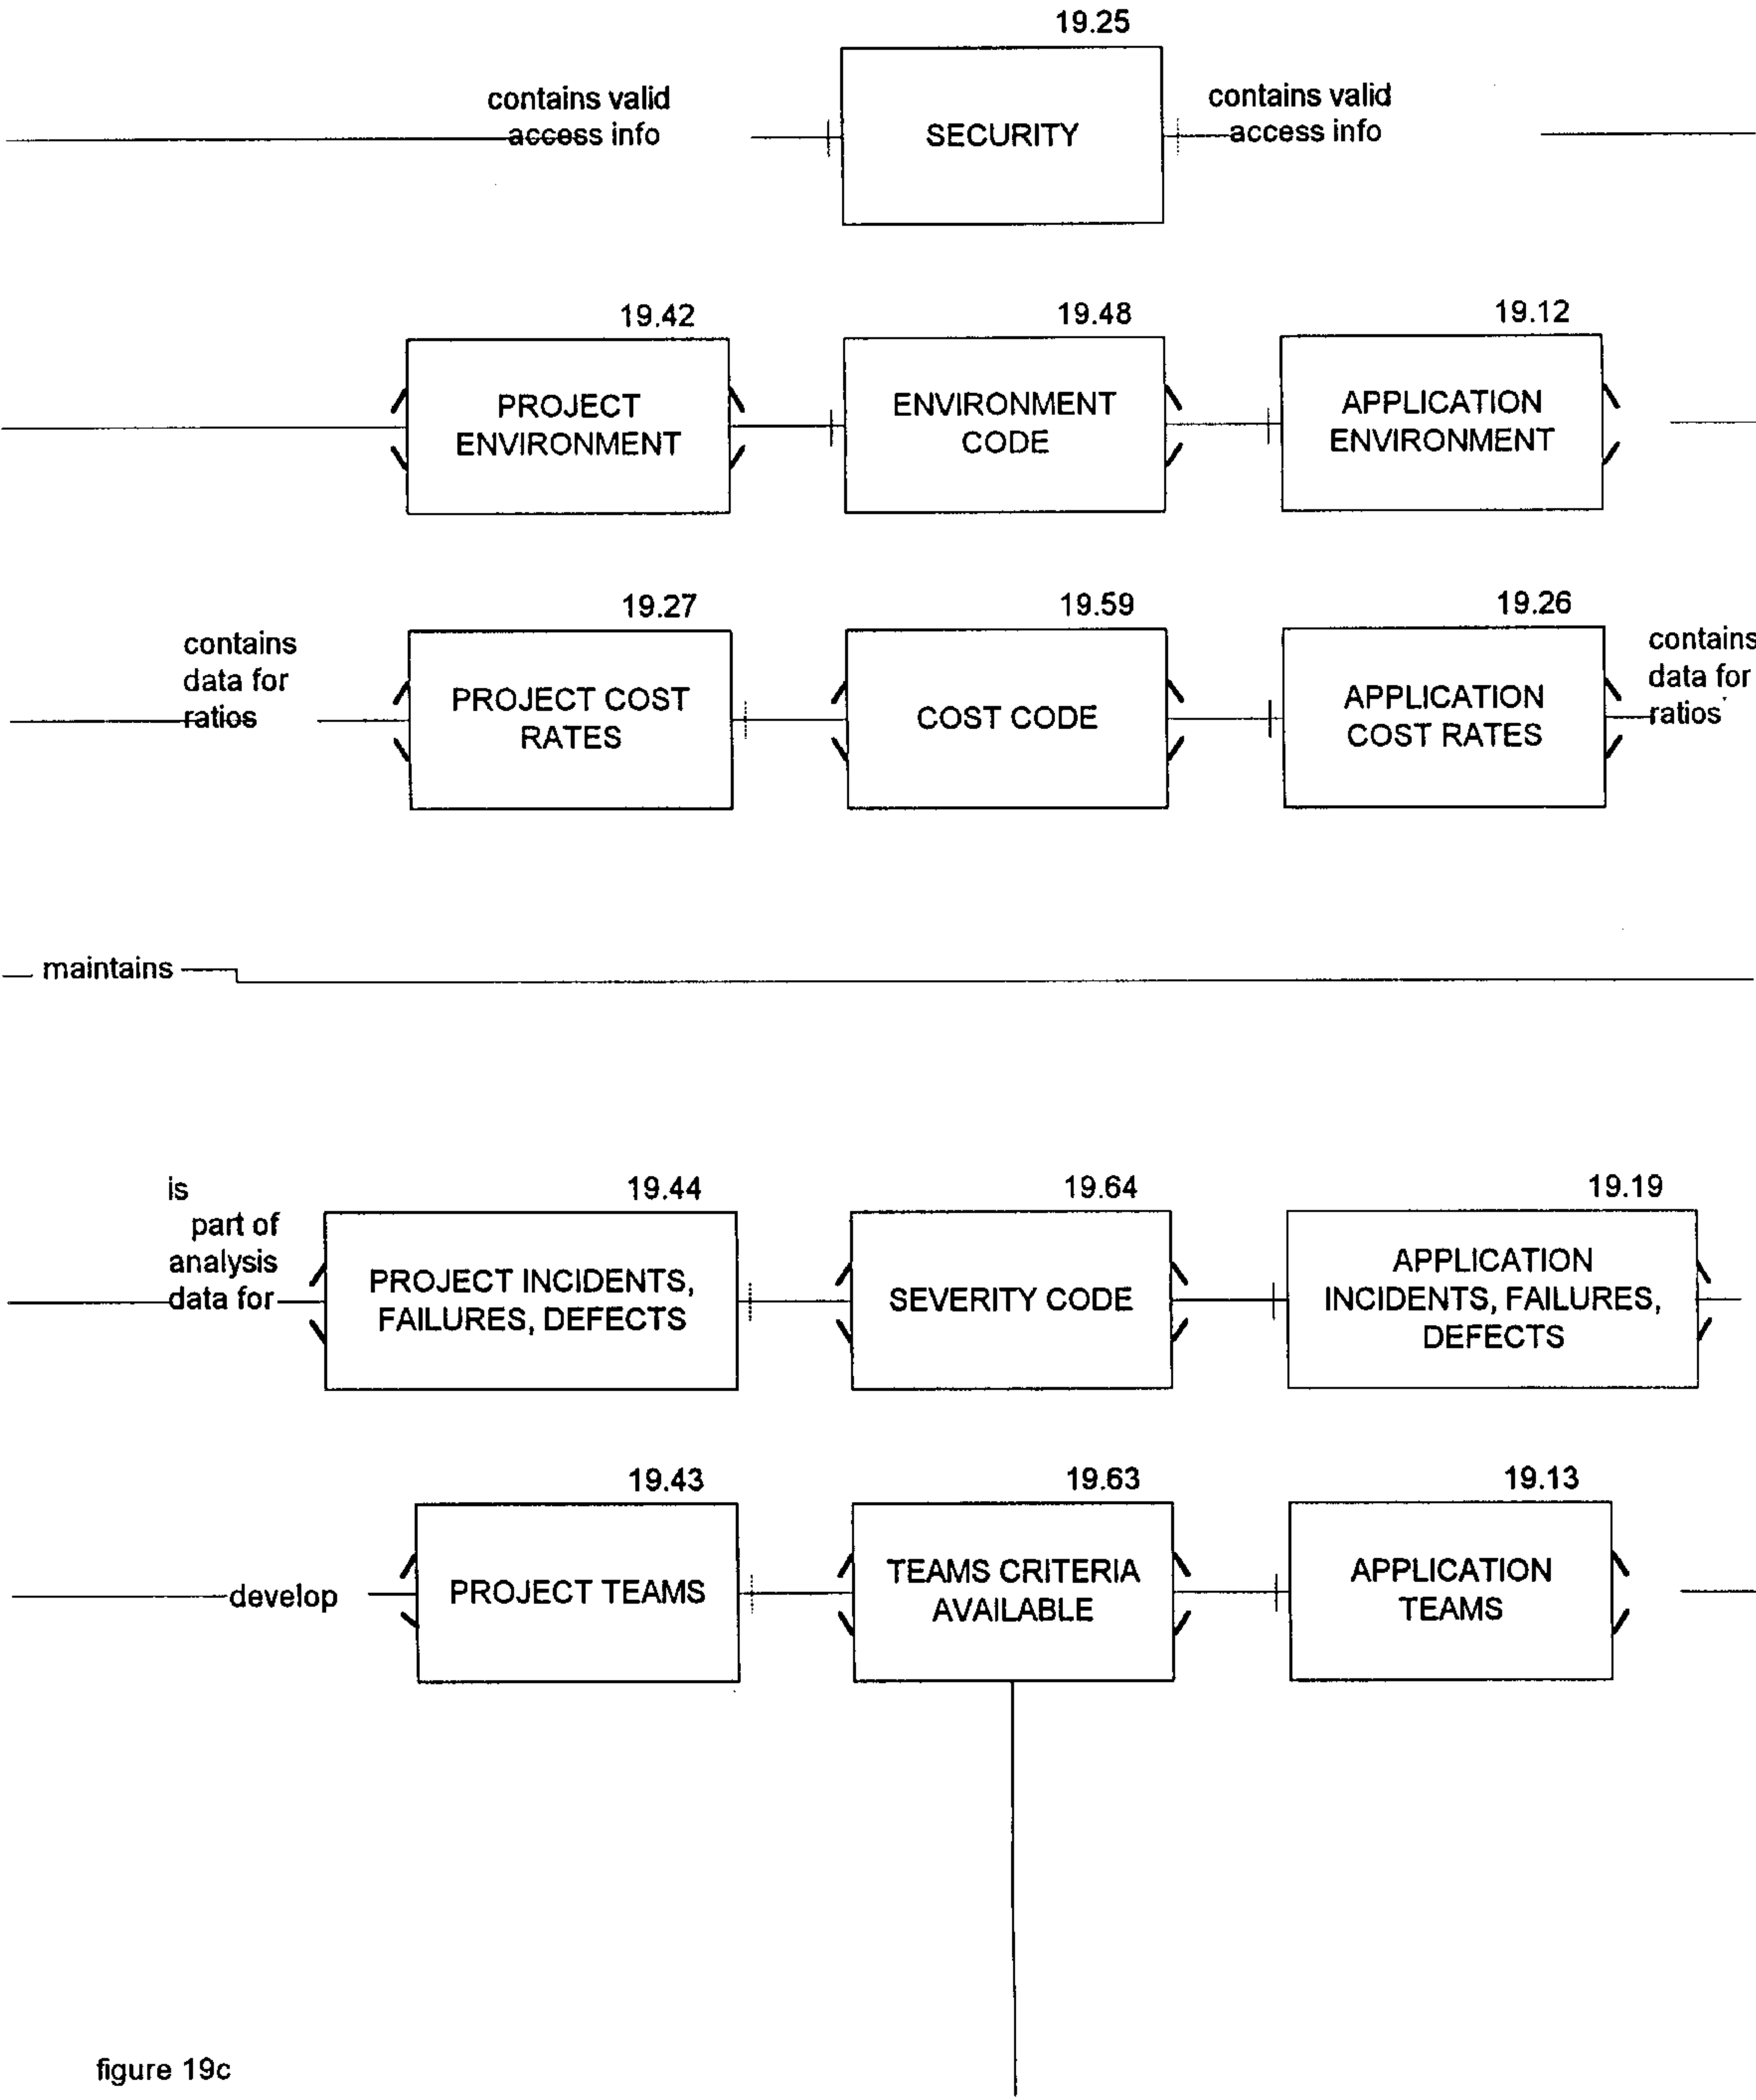 19.25
contains valid
access info
SECURITY
contains valid
access info
19.42
PROJECT
ENVIRONMENT
19.48
ENVIRONMENT
CODE
19.12
APPLICATION
ENVIRONMENT
contains
data for
ratios
19.27
PROJECT COST
RATES
19.59
COST CODE
19.26
APPLICATION
COST RATES
contains
data for
ratios
maintains
is
part of
analysis
data for
19.44
PROJECT INCIDENTS,
FAILURES, DEFECTS
19.64
SEVERITY CODE
19.19
APPLICATION
INCIDENTS, FAILURES,
DEFECTS
develop
19.43
PROJECT TEAMS
19.63
TEAMS CRITERIA
AVAILABLE
19.13
APPLICATION
TEAMS
figure 19c